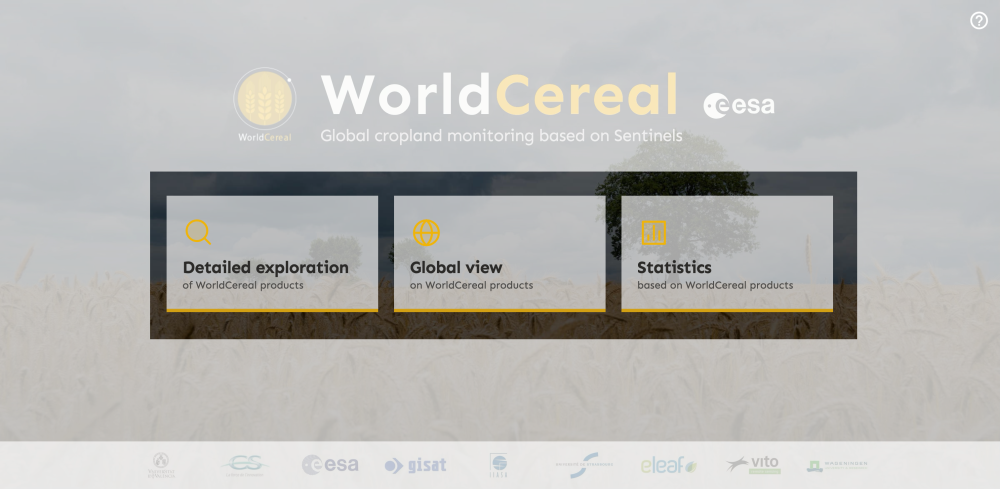 WorldCereal
WorldCereal
esa
Global cropland monitoring based on Sentinels
Detailed exploration
of WorldCereal products
Global view
on WorldCereal products
Statistics
based on WorldCereal products
esa
gisat
IIASA
eleaf
vito